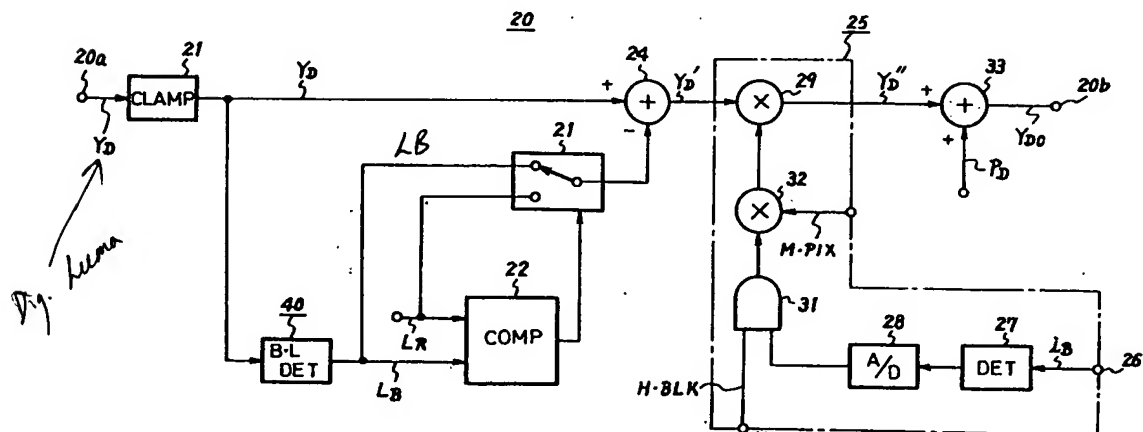 20
20a
21
CLAMP
YD
YD
24
+
+
-
YD'
25
29
×
YD"
33
+
+
+
20b
YDO
PD
LB
21
32
×
M·PIX
22
COMP
LR
LB
40
B·L
DET
31
28
A/D
27
DET
LB
26
H·BLK
Dig. Luma